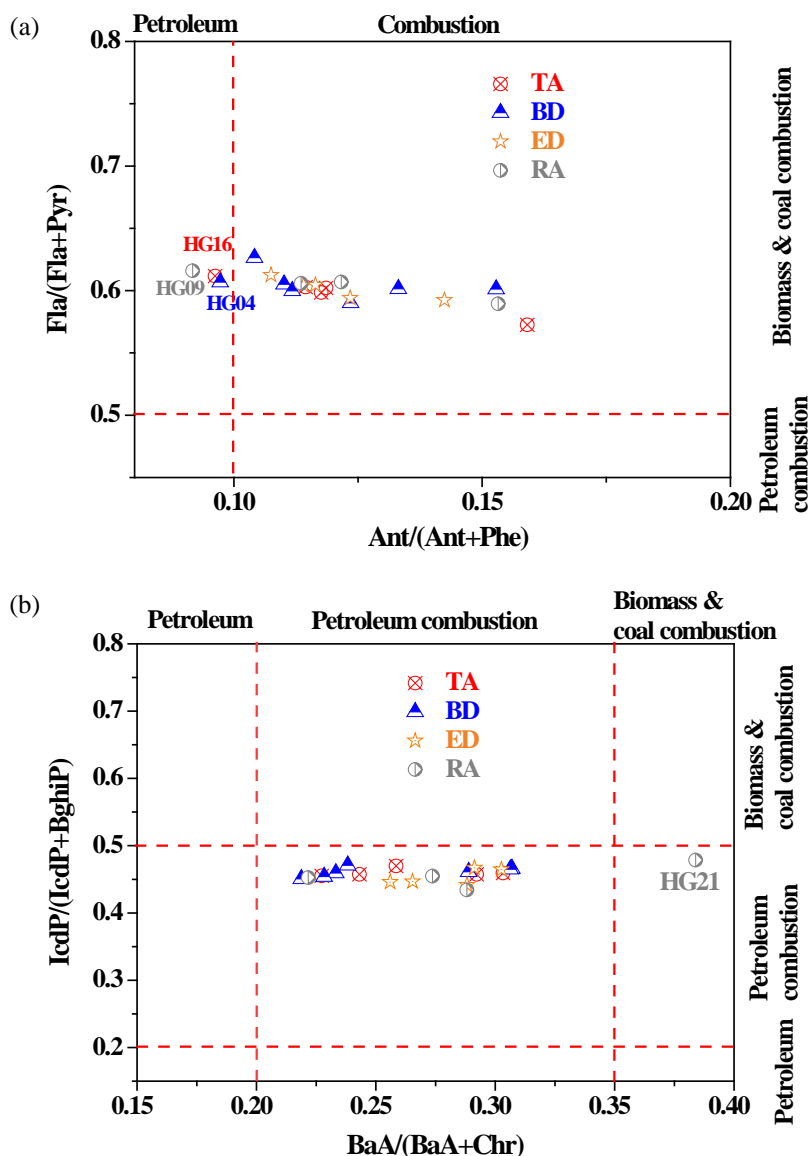 (a)
Petroleum
Combustion
0.8
0.7
0.6
0.5
Fla/(Fla+Pyr)
TA
BD
ED
RA
HG16
HG09
HG04
0.10
0.15
0.20
Ant/(Ant+Phe)
Biomass & coal combustion
Petroleum
combustion
(b)
Petroleum
Petroleum combustion
Biomass &
coal combustion
0.8
0.7
0.6
0.5
0.4
0.3
0.2
IcdP/(IcdP+BghiP)
TA
BD
ED
RA
HG21
0.15
0.20
0.25
0.30
0.35
0.40
BaA/(BaA+Chr)
Biomass &
coal combustion
Petroleum
combustion
Petroleum